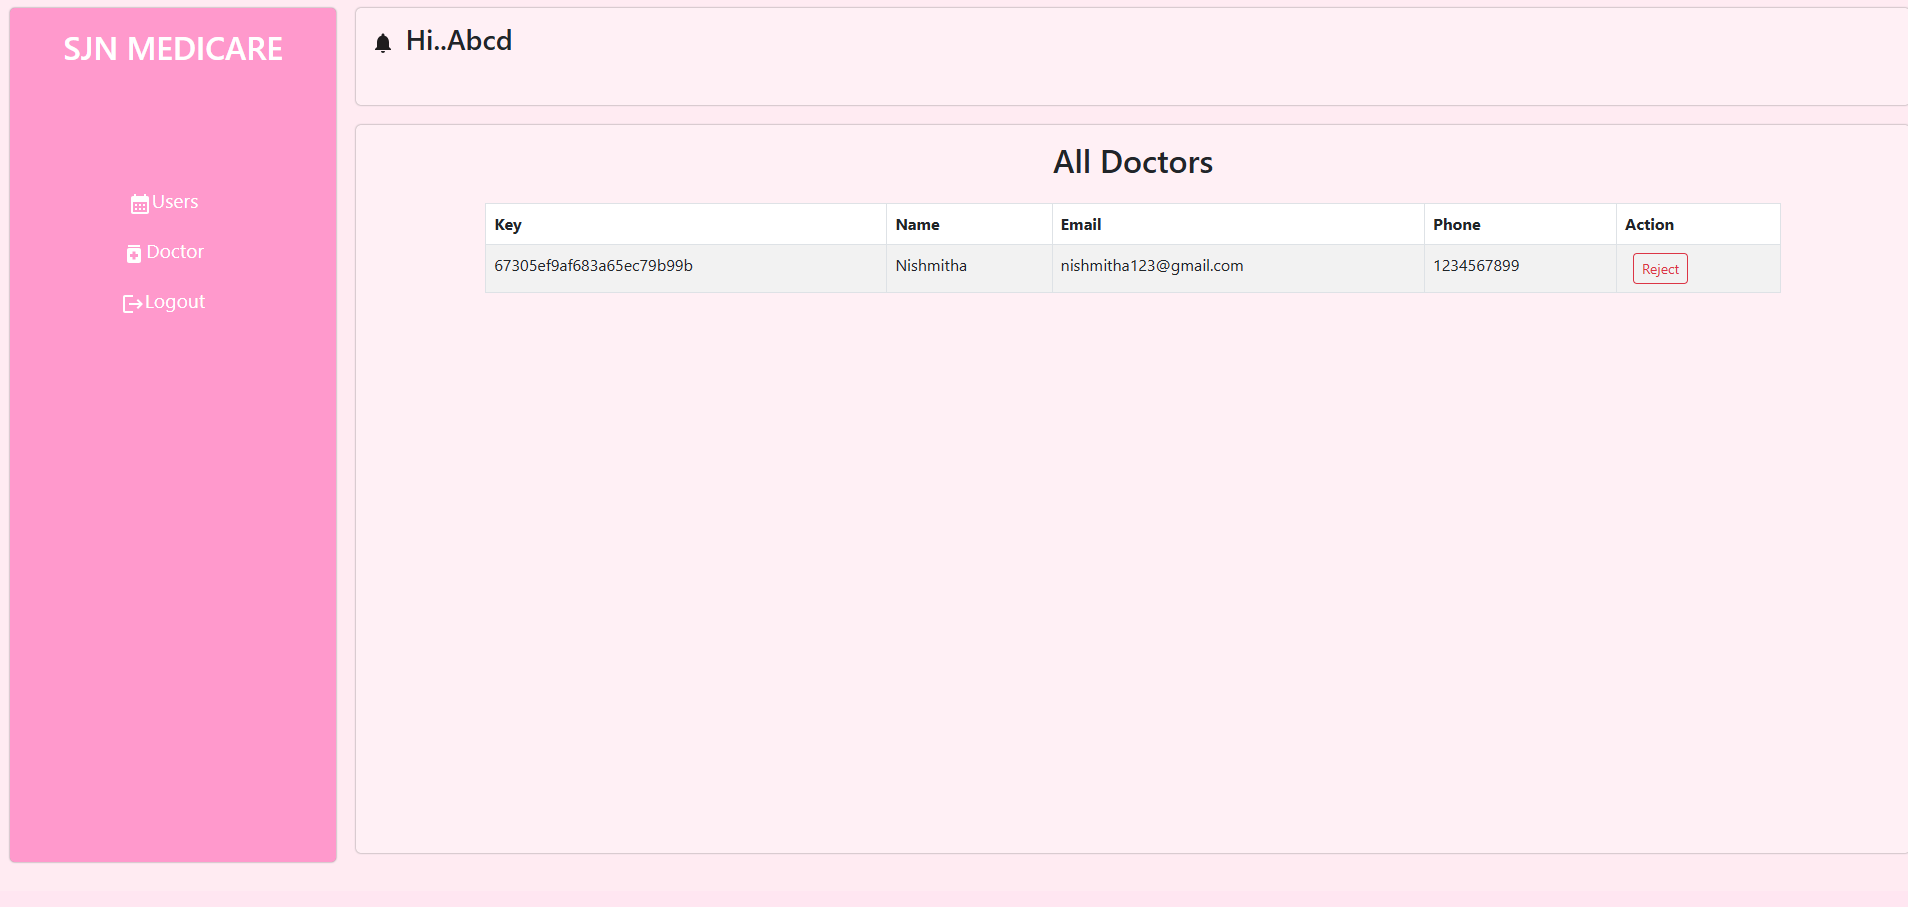 SJN MEDICARE
Users
Doctor
Logout
Hi..Abcd
All Doctors
Key Name Email Phone Action
67305ef9af683a65ec79b99b Nishmitha nishmitha123@gmail.com 1234567899 Reject